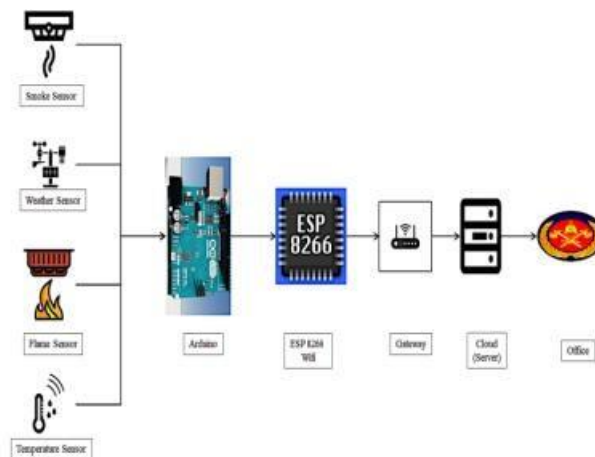 Smoke Sensor
Weather Sensor
Flame Sensor
Temperature Sensor
ESP
8266
Arduino
ESP 8266
Wifi
Gateway
Cloud
(Server)
Office